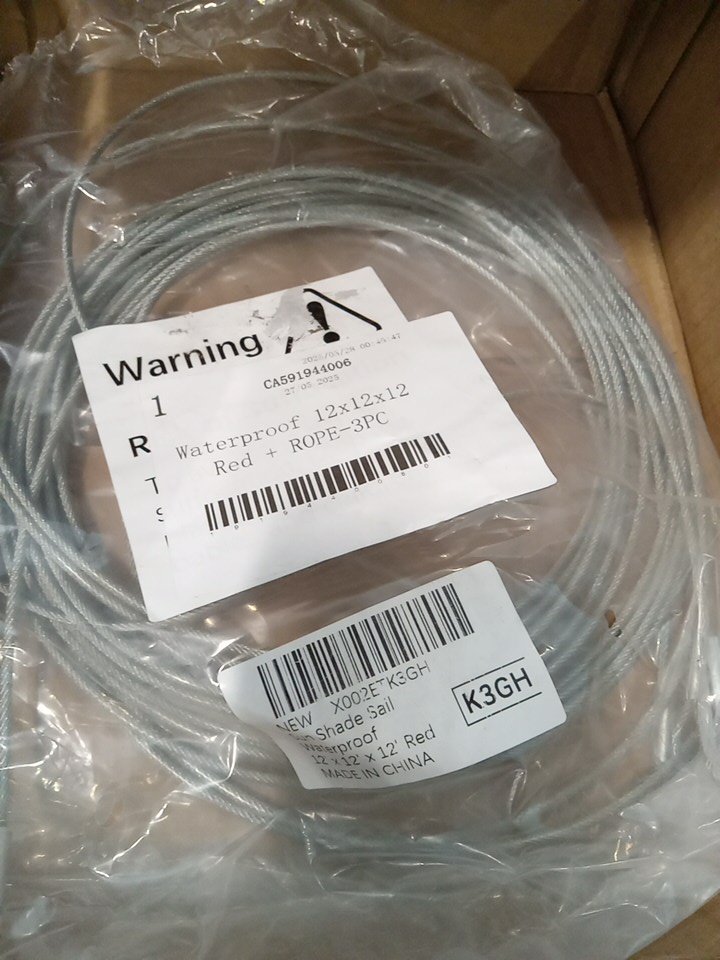 Warning
1
R
T
S
CA591944006
27-05-2025
Waterproof 12x12x12
Red + ROPE-3PC
NEW X002ETK3GH
Shade Sail
Waterproof
12' x 12' x 12' Red
MADE IN CHINA
K3GH